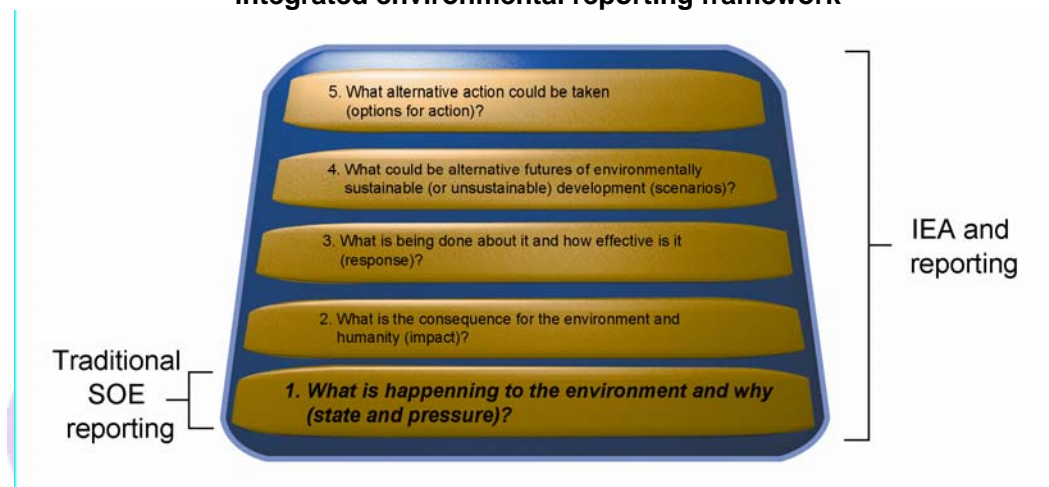 Integrated environmental reporting framework
5. What alternative action could be taken
(options for action)?
4. What could be alternative futures of environmentally
sustainable (or unsustainable) development (scenarios)?
3. What is being done about it and how effective is it
(response)?
2. What is the consequence for the environment and
humanity (impact)?
1. What is happenning to the environment and why
(state and pressure)?
Traditional
SOE
reporting
IEA and
reporting